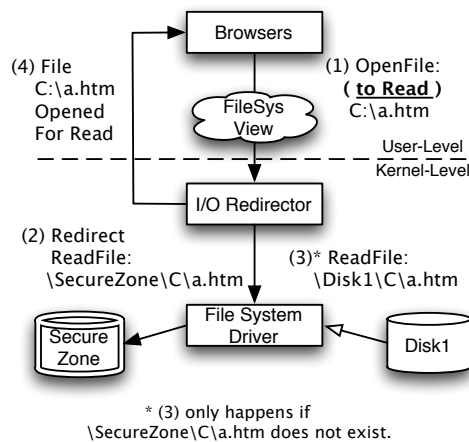 Browsers
(4) File
C:\a.htm
Opened
For Read
(1) OpenFile:
( to Read )
C:\a.htm
FileSys
View
User-Level
Kernel-Level
I/O Redirector
(2) Redirect
ReadFile:
\SecureZone\C\a.htm
(3)* ReadFile:
\Disk1\C\a.htm
Secure
Zone
File System
Driver
Disk1
* (3) only happens if
\SecureZone\C\a.htm does not exist.